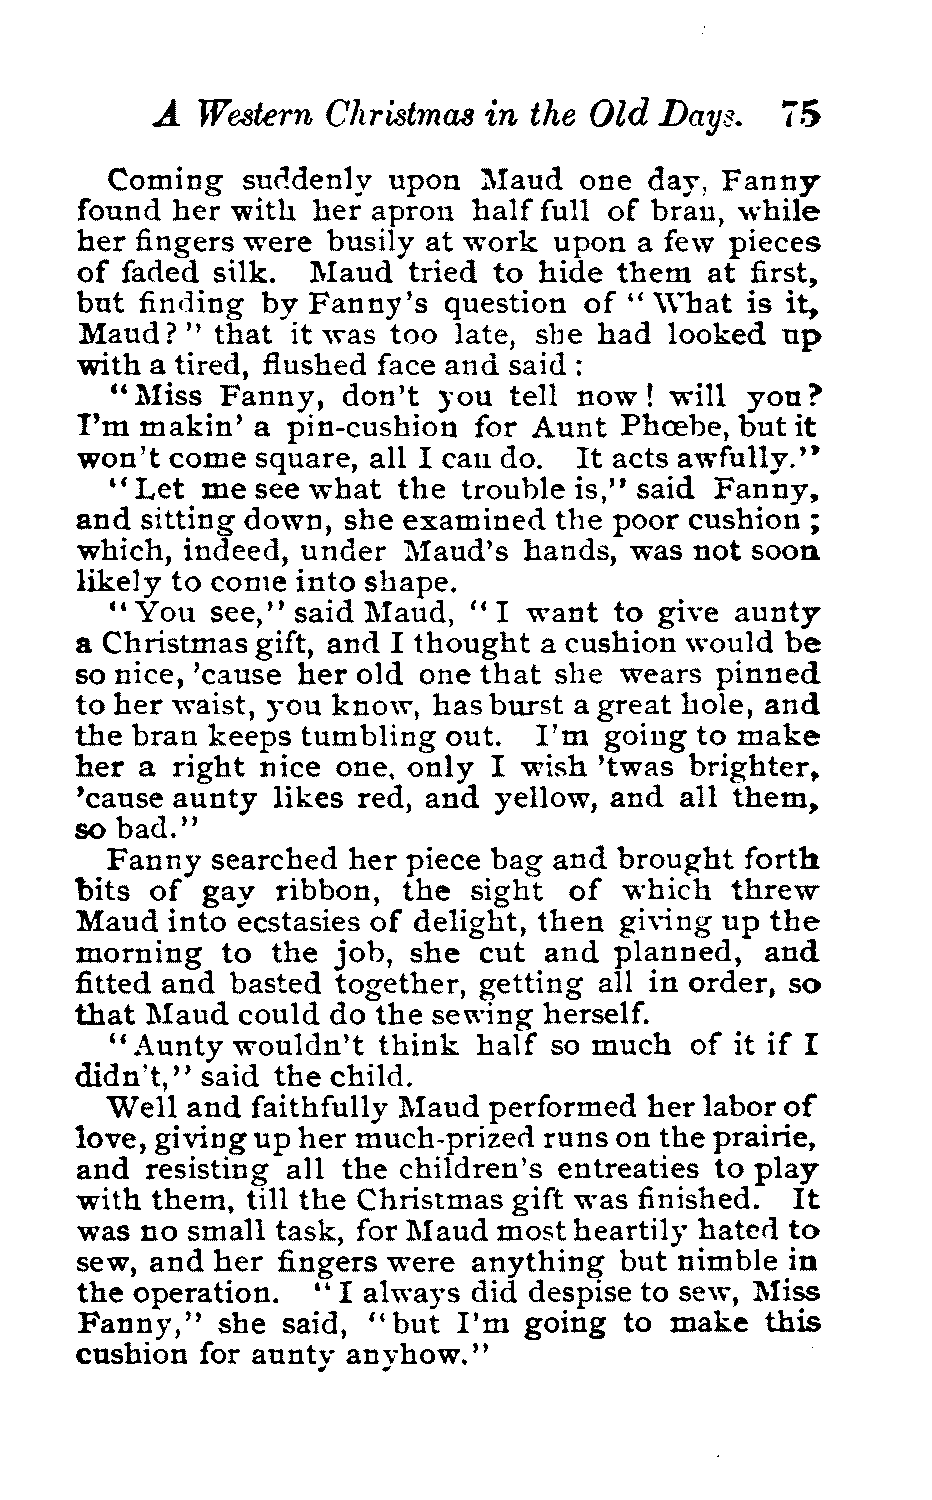 A Western Christmas in the Old Days. 75
Coming suddenly upon Maud one day, Fanny
found her with her apron half full of bran, while
her fingers were busily at work upon a few pieces
of faded silk. Maud tried to hide them at first,
but finding by Fanny's question of "What is it,
Maud?" that it was too late, she had looked up
with a tired, flushed face and said:
"Miss Fanny, don't you tell now! will you?
I'm makin' a pin-cushion for Aunt Phœbe, but it
won't come square, all I can do. It acts awfully."
"Let me see what the trouble is," said Fanny,
and sitting down, she examined the poor cushion;
which, indeed, under Maud's hands, was not soon
likely to come into shape.
"You see," said Maud, "I want to give aunty
a Christmas gift, and I thought a cushion would be
so nice, 'cause her old one that she wears pinned
to her waist, you know, has burst a great hole, and
the bran keeps tumbling out. I'm going to make
her a right nice one, only I wish 'twas brighter,
'cause aunty likes red, and yellow, and all them,
so bad."
Fanny searched her piece bag and brought forth
bits of gay ribbon, the sight of which threw
Maud into ecstasies of delight, then giving up the
morning to the job, she cut and planned, and
fitted and basted together, getting all in order, so
that Maud could do the sewing herself.
"Aunty wouldn't think half so much of it if I
didn't," said the child.
Well and faithfully Maud performed her labor of
love, giving up her much-prized runs on the prairie,
and resisting all the children's entreaties to play
with them, till the Christmas gift was finished. It
was no small task, for Maud most heartily hated to
sew, and her fingers were anything but nimble in
the operation. "I always did despise to sew, Miss
Fanny," she said, "but I'm going to make this
cushion for aunty anyhow."